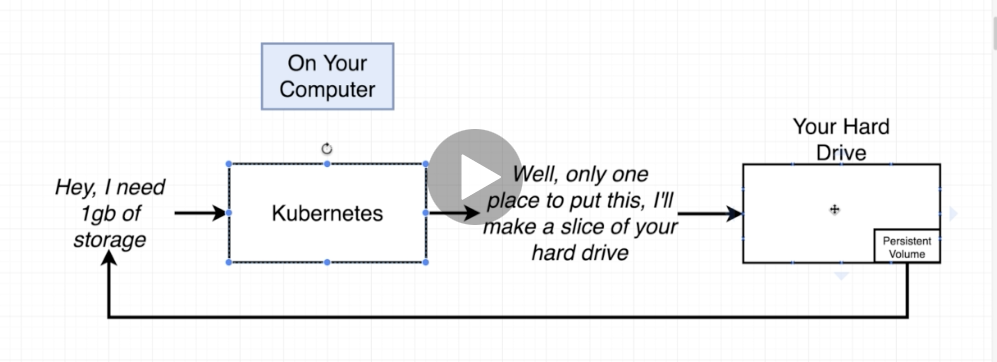 On Your
Computer
Hey, I need
1gb of
storage
Kubernetes
Well, only one
place to put this, I'll
make a slice of your
hard drive
Your Hard
Drive
Persistent
Volume